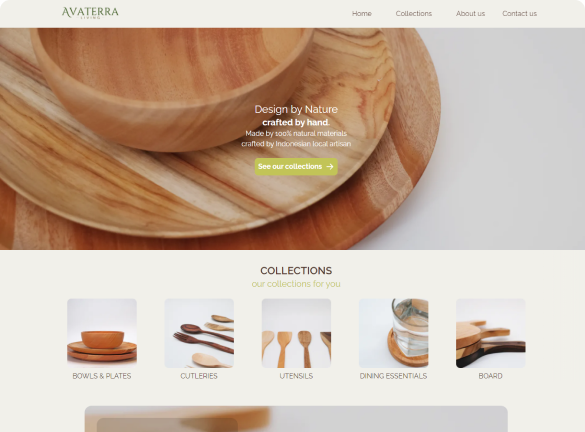 AVATERRA
LIVING
Home Collections About us Contact us
Design by Nature
crafted by hand.
Made by 100% natural materials
crafted by Indonesian local artisan
See our collections →
COLLECTIONS
our collections for you
BOWLS & PLATES CUTLERIES UTENSILS DINING ESSENTIALS BOARD